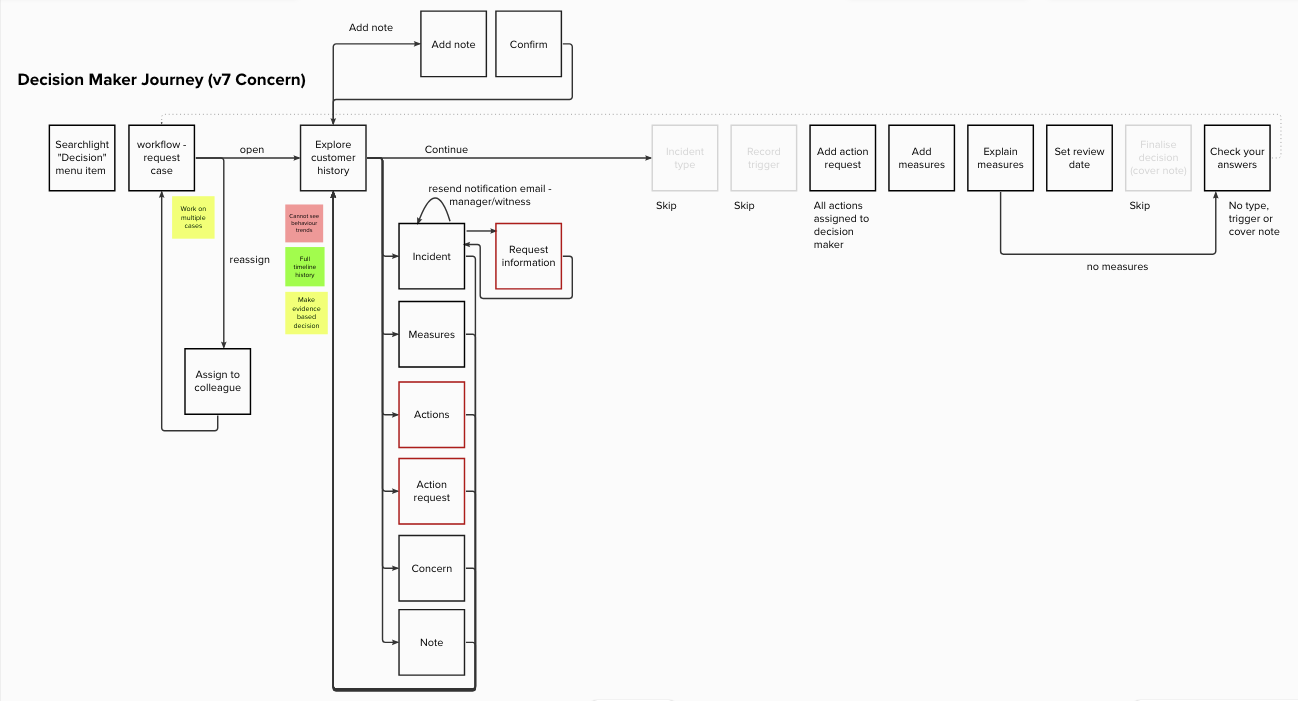 Add note
Add note
Confirm
Decision Maker Journey (v7 Concern)
Searchlight
"Decision"
menu item
workflow -
request
case
open
Explore
customer
history
Continue
Incident
type
Record
trigger
Add action
request
Add
measures
Explain
measures
Set review
date
Finalise
decision
(cover note)
Check your
answers
Skip
Skip
All actions
assigned to
decision
maker
Skip
No type,
trigger or
cover note
no measures
Work on
multiple
cases
reassign
Assign to
colleague
Cannot see
behaviour
trends
Full
timeline
history
Make
evidence
based
decision
resend notification email -
manager/witness
Incident
Request
information
Measures
Actions
Action
request
Concern
Note